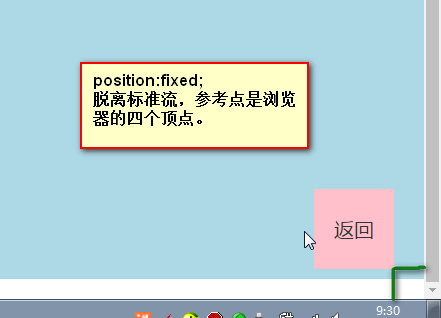 position:fixed;
脱离标准流，参考点是浏览
器的四个顶点。
返回
9:30